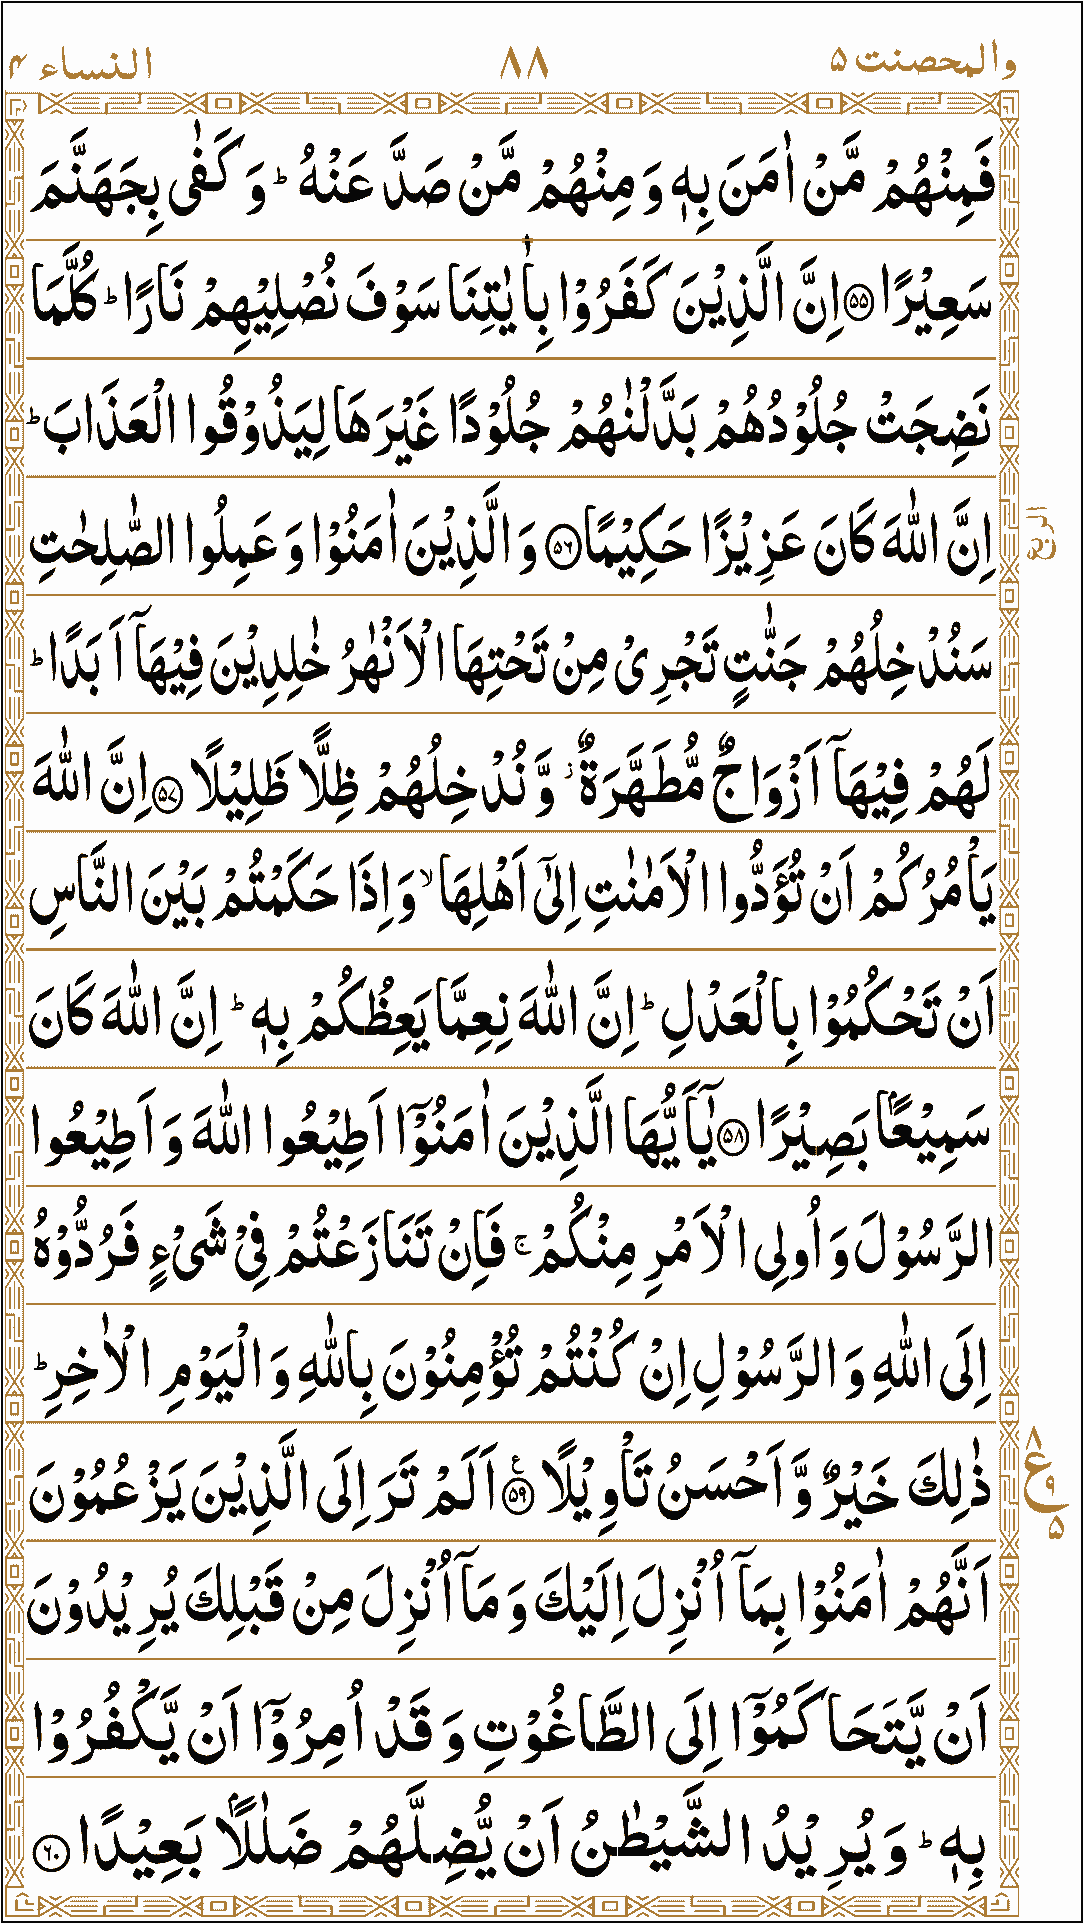 والمحصنت ۵ ۸۸ النساء ۴
فَمِنْهُمْ مَّنْ اٰمَنَ بِهٖ وَ مِنْهُمْ مَّنْ صَدَّ عَنْهُ ؕ وَ كَفٰى بِجَهَنَّمَ
سَعِيْرًا ﴿۵۵﴾ اِنَّ الَّذِيْنَ كَفَرُوْا بِاٰيٰتِنَا سَوْفَ نُصْلِيْهِمْ نَارًا ؕ كُلَّمَا
نَضِجَتْ جُلُوْدُهُمْ بَدَّلْنٰهُمْ جُلُوْدًا غَيْرَهَا لِيَذُوْقُوا الْعَذَابَ ؕ
اِنَّ اللّٰهَ كَانَ عَزِيْزًا حَكِيْمًا ﴿۵۶﴾ وَ الَّذِيْنَ اٰمَنُوْا وَ عَمِلُوا الصّٰلِحٰتِ
الربع
سَنُدْخِلُهُمْ جَنّٰتٍ تَجْرِىْ مِنْ تَحْتِهَا الْاَنْهٰرُ خٰلِدِيْنَ فِيْهَاۤ اَبَدًا ؕ
لَهُمْ فِيْهَاۤ اَزْوَاجٌ مُّطَهَّرَةٌ ؗ وَّ نُدْخِلُهُمْ ظِلًّا ظَلِيْلًا ﴿۵۷﴾ اِنَّ اللّٰهَ
يَاْمُرُكُمْ اَنْ تُؤَدُّوا الْاَمٰنٰتِ اِلٰٓى اَهْلِهَا ۙ وَ اِذَا حَكَمْتُمْ بَيْنَ النَّاسِ
اَنْ تَحْكُمُوْا بِالْعَدْلِ ؕ اِنَّ اللّٰهَ نِعِمَّا يَعِظُكُمْ بِهٖ ؕ اِنَّ اللّٰهَ كَانَ
سَمِيْعًۢا بَصِيْرًا ﴿۵۸﴾ يٰۤاَيُّهَا الَّذِيْنَ اٰمَنُوْۤا اَطِيْعُوا اللّٰهَ وَ اَطِيْعُوا
الرَّسُوْلَ وَ اُولِى الْاَمْرِ مِنْكُمْ ۚ فَاِنْ تَنَازَعْتُمْ فِىْ شَىْءٍ فَرُدُّوْهُ
اِلَى اللّٰهِ وَ الرَّسُوْلِ اِنْ كُنْتُمْ تُؤْمِنُوْنَ بِاللّٰهِ وَ الْيَوْمِ الْاٰخِرِ ؕ
ذٰلِكَ خَيْرٌ وَّ اَحْسَنُ تَاْوِيْلًا ﴿۵۹﴾ ع اَلَمْ تَرَ اِلَى الَّذِيْنَ يَزْعُمُوْنَ
۸ ع ۹ ۵
اَنَّهُمْ اٰمَنُوْا بِمَاۤ اُنْزِلَ اِلَيْكَ وَ مَاۤ اُنْزِلَ مِنْ قَبْلِكَ يُرِيْدُوْنَ
اَنْ يَّتَحَاكَمُوْۤا اِلَى الطَّاغُوْتِ وَ قَدْ اُمِرُوْۤا اَنْ يَّكْفُرُوْا
بِهٖ ؕ وَ يُرِيْدُ الشَّيْطٰنُ اَنْ يُّضِلَّهُمْ ضَلٰلًۢا بَعِيْدًا ﴿۶۰﴾